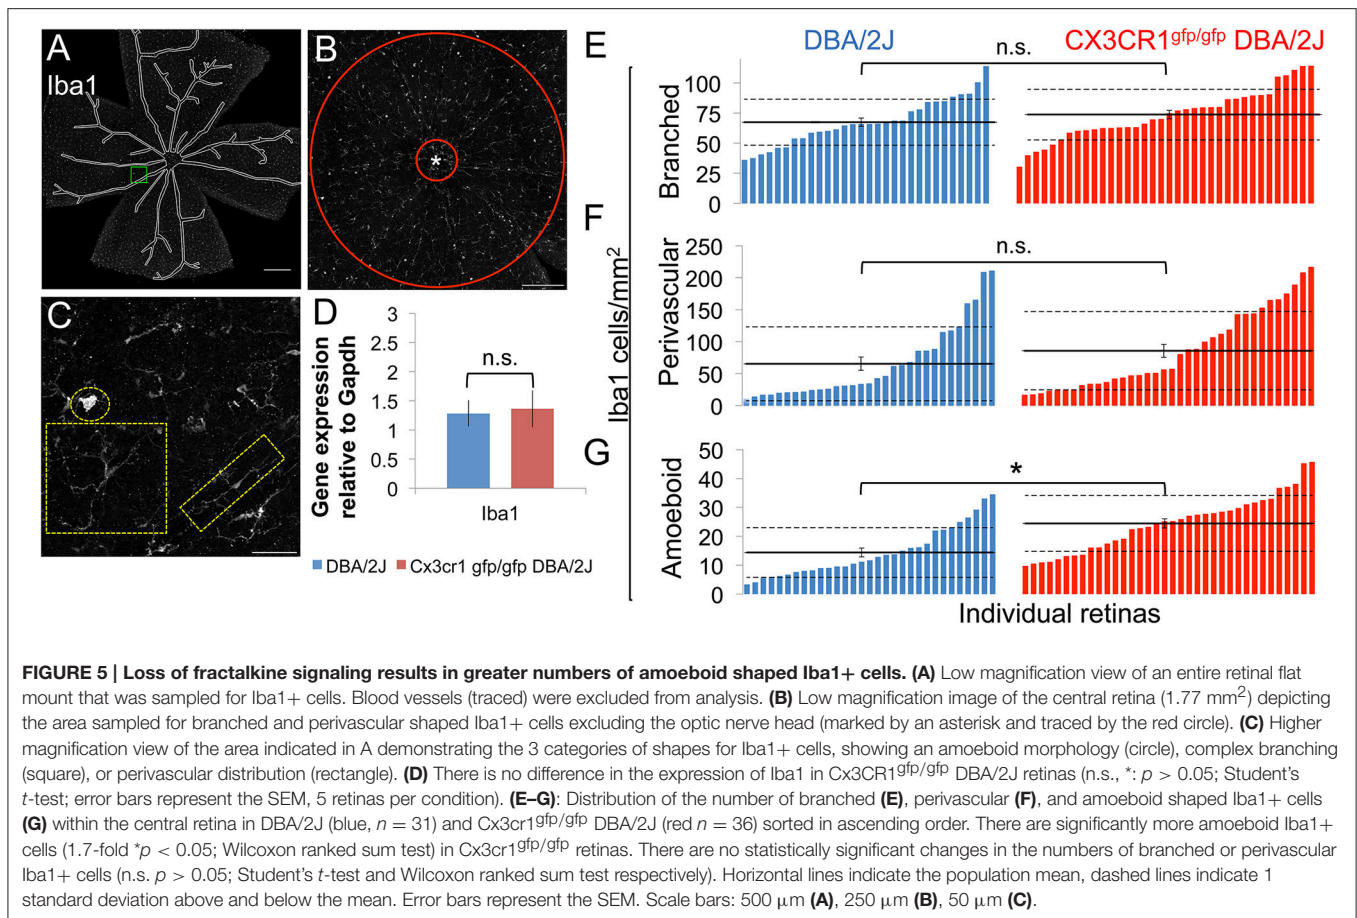 A
Iba1
B
*
C
D
Gene expression
relative to Gapdh
3
2.5
2
1.5
1
0.5
0
n.s.
Iba1
DBA/2J
Cx3cr1 gfp/gfp DBA/2J
E
DBA/2J
CX3CR1gfp/gfp DBA/2J
n.s.
Branched
100
75
50
25
0
F
Iba1 cells/mm2
n.s.
Perivascular
250
200
150
100
50
0
G
*
Amoeboid
50
40
30
20
10
0
Individual retinas
FIGURE 5 | Loss of fractalkine signaling results in greater numbers of amoeboid shaped Iba1+ cells. (A) Low magnification view of an entire retinal flat
mount that was sampled for Iba1+ cells. Blood vessels (traced) were excluded from analysis. (B) Low magnification image of the central retina (1.77 mm2) depicting
the area sampled for branched and perivascular shaped Iba1+ cells excluding the optic nerve head (marked by an asterisk and traced by the red circle). (C) Higher
magnification view of the area indicated in A demonstrating the 3 categories of shapes for Iba1+ cells, showing an amoeboid morphology (circle), complex branching
(square), or perivascular distribution (rectangle). (D) There is no difference in the expression of Iba1 in Cx3CR1gfp/gfp DBA/2J retinas (n.s., *: p > 0.05; Student's
t-test; error bars represent the SEM, 5 retinas per condition). (E–G): Distribution of the number of branched (E), perivascular (F), and amoeboid shaped Iba1+ cells
(G) within the central retina in DBA/2J (blue, n = 31) and Cx3cr1gfp/gfp DBA/2J (red n = 36) sorted in ascending order. There are significantly more amoeboid Iba1+
cells (1.7-fold *p < 0.05; Wilcoxon ranked sum test) in Cx3cr1gfp/gfp retinas. There are no statistically significant changes in the numbers of branched or perivascular
Iba1+ cells (n.s. p > 0.05; Student's t-test and Wilcoxon ranked sum test respectively). Horizontal lines indicate the population mean, dashed lines indicate 1
standard deviation above and below the mean. Error bars represent the SEM. Scale bars: 500 μm (A), 250 μm (B), 50 μm (C).